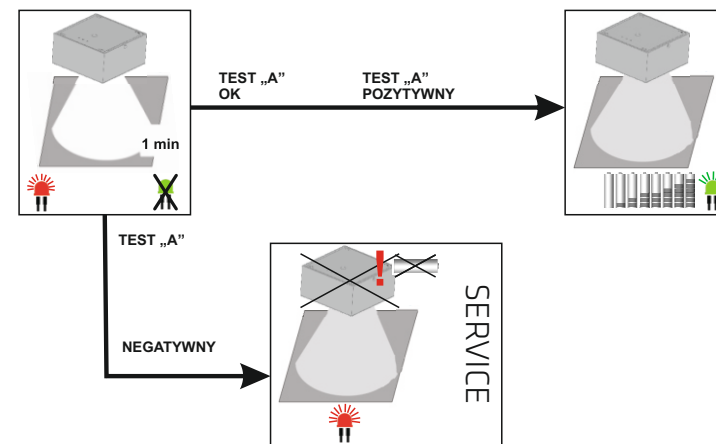 TEST „A”
OK
TEST „A”
POZYTYWNY
1 min
TEST „A”
NEGATYWNY
!
SERVICE